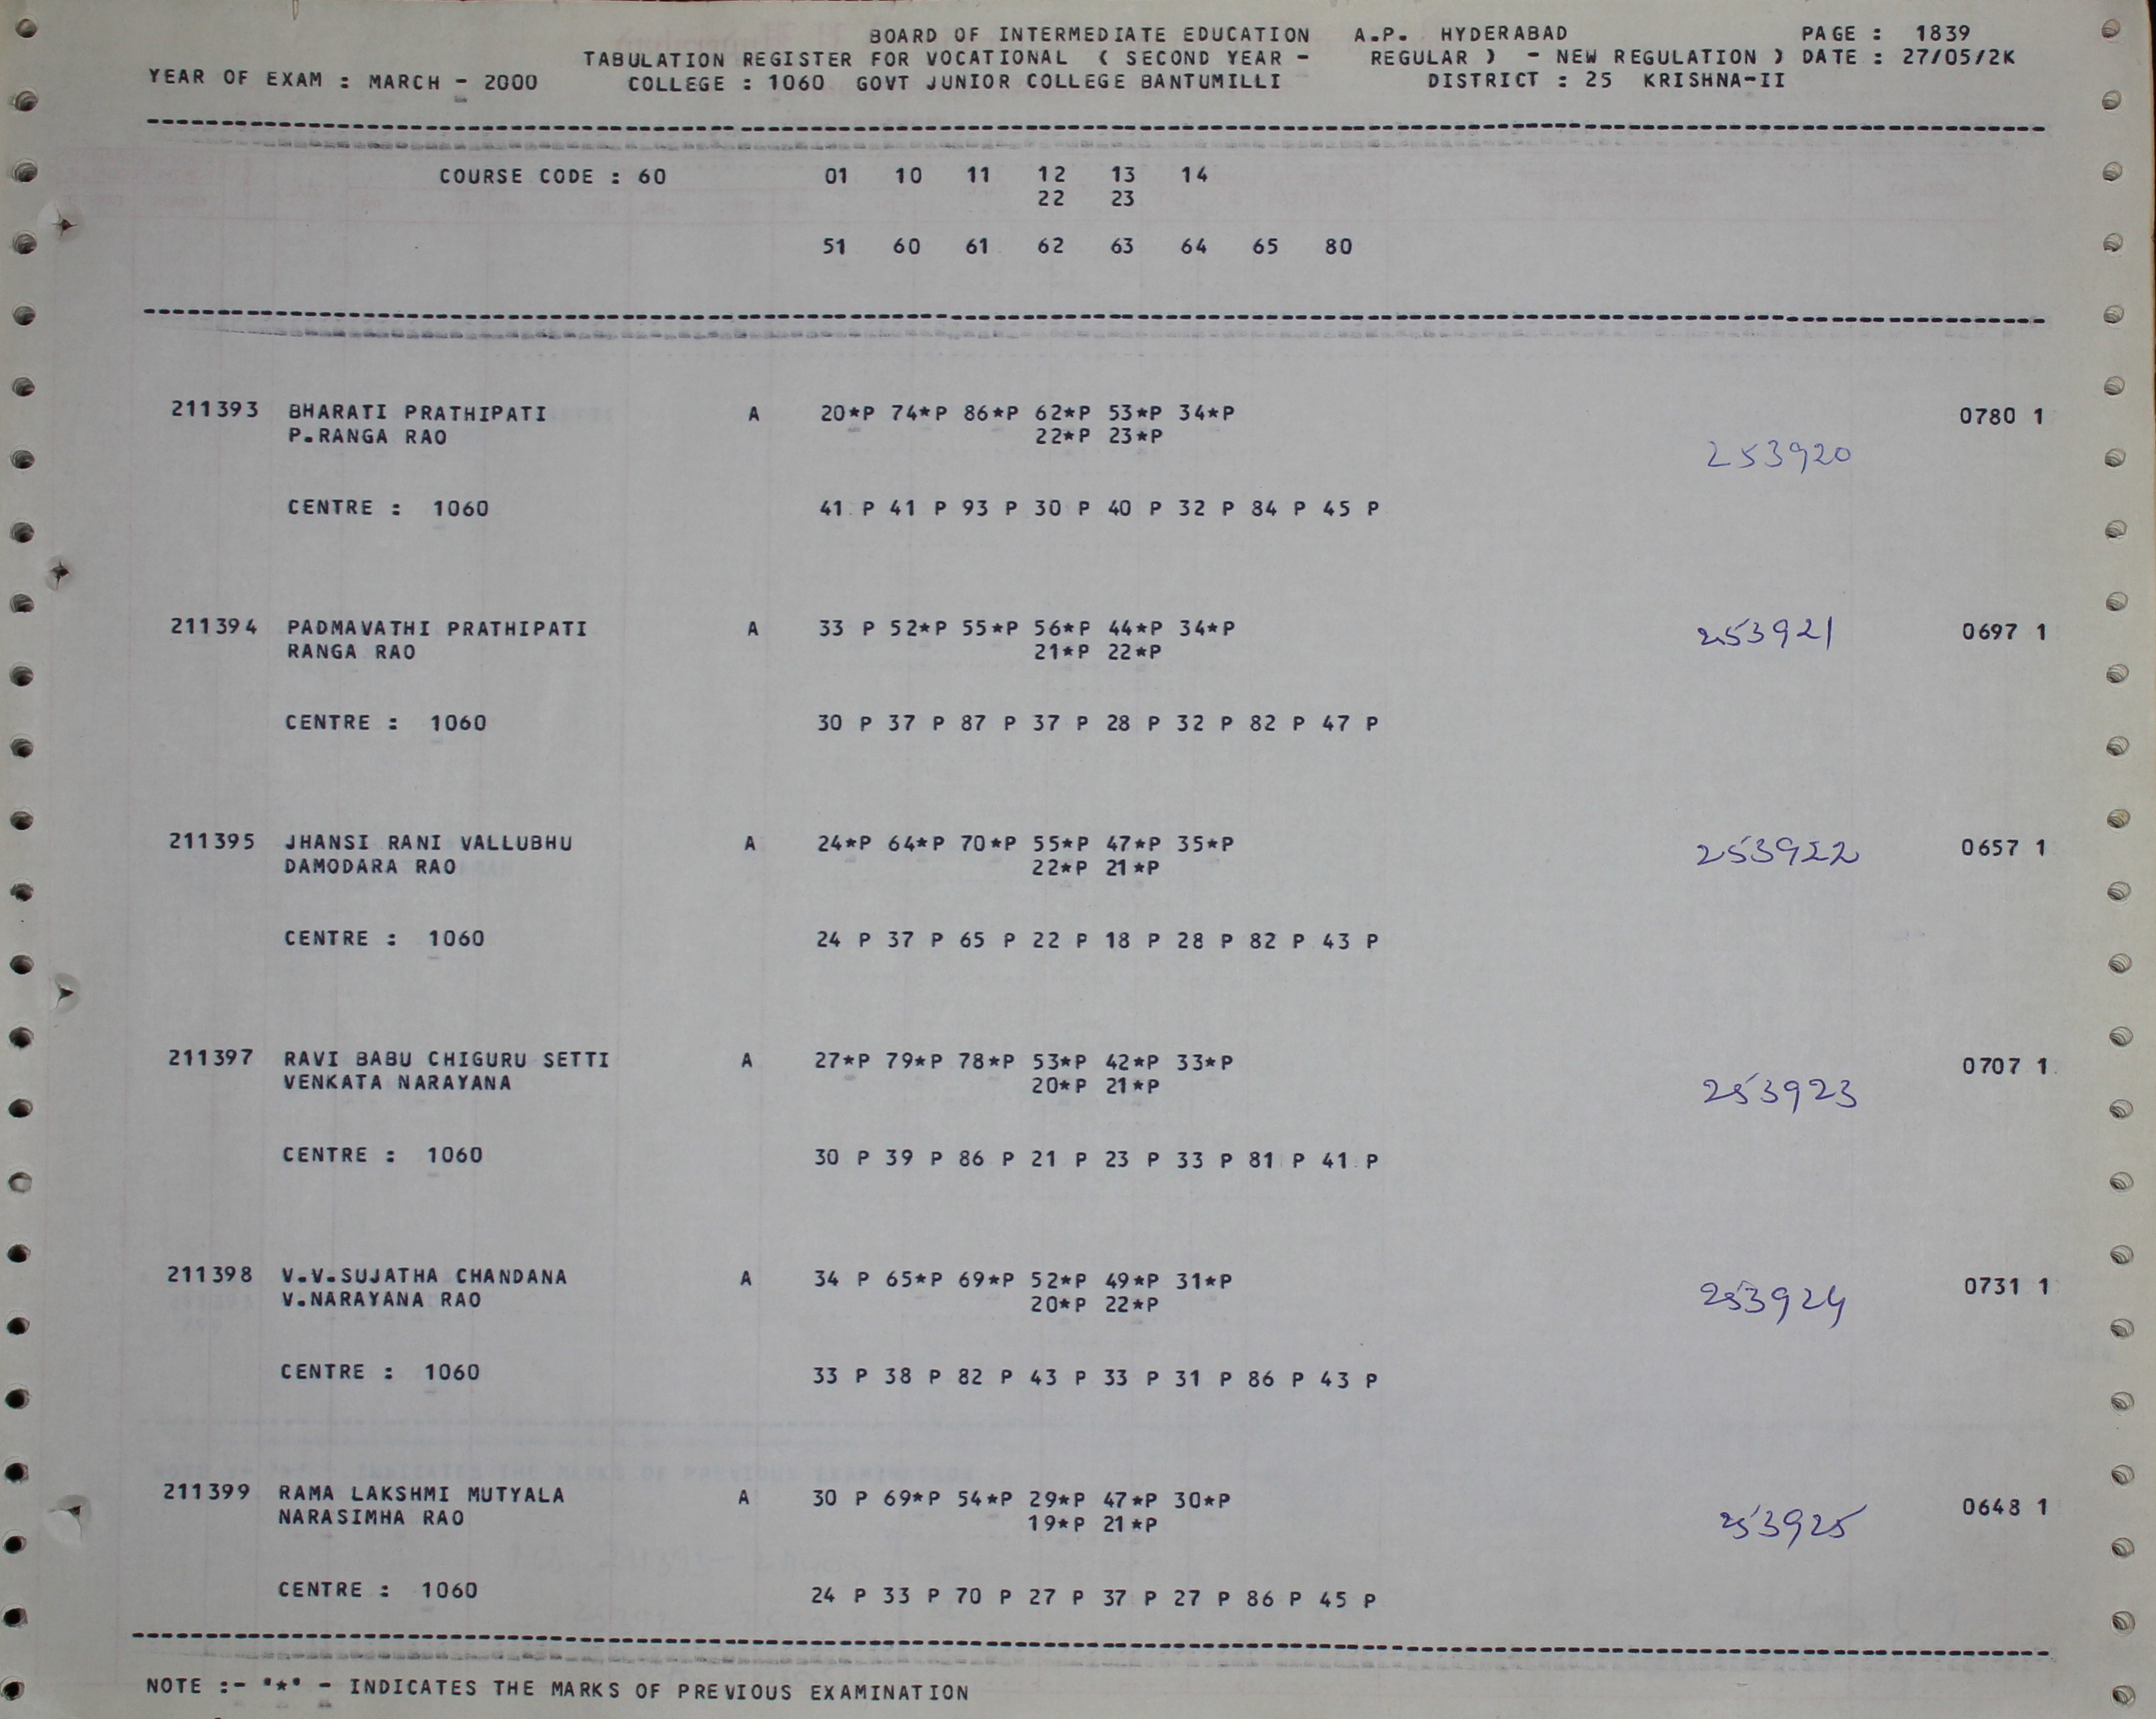 BOARD OF INTERMEDIATE EDUCATION A.P. HYDERABAD PAGE : 1839
TABULATION REGISTER FOR VOCATIONAL ( SECOND YEAR - REGULAR ) - NEW REGULATION ) DATE : 27/05/2K
YEAR OF EXAM : MARCH - 2000 COLLEGE : 1060 GOVT JUNIOR COLLEGE BANTUMILLI DISTRICT : 25 KRISHNA-II
COURSE CODE : 60 01 10 11 12 13 14
22 23
51 60 61 62 63 64 65 80
211393 BHARATI PRATHIPATI A 20*P 74*P 86*P 62*P 53*P 34*P 0780 1
P.RANGA RAO 22*P 23*P
253920
CENTRE : 1060 41 P 41 P 93 P 30 P 40 P 32 P 84 P 45 P
211394 PADMAVATHI PRATHIPATI A 33 P 52*P 55*P 56*P 44*P 34*P 253921 0697 1
RANGA RAO 21*P 22*P
CENTRE : 1060 30 P 37 P 87 P 37 P 28 P 32 P 82 P 47 P
211395 JHANSI RANI VALLUBHU A 24*P 64*P 70*P 55*P 47*P 35*P 253922 0657 1
DAMODARA RAO 22*P 21*P
CENTRE : 1060 24 P 37 P 65 P 22 P 18 P 28 P 82 P 43 P
211397 RAVI BABU CHIGURU SETTI A 27*P 79*P 78*P 53*P 42*P 33*P 0707 1
VENKATA NARAYANA 20*P 21*P 253923
CENTRE : 1060 30 P 39 P 86 P 21 P 23 P 33 P 81 P 41 P
211398 V.V.SUJATHA CHANDANA A 34 P 65*P 69*P 52*P 49*P 31*P 0731 1
V.NARAYANA RAO 20*P 22*P 253924
CENTRE : 1060 33 P 38 P 82 P 43 P 33 P 31 P 86 P 43 P
211399 RAMA LAKSHMI MUTYALA A 30 P 69*P 54*P 29*P 47*P 30*P 0648 1
NARASIMHA RAO 19*P 21*P 253925
CENTRE : 1060 24 P 33 P 70 P 27 P 37 P 27 P 86 P 45 P
NOTE :- "*" - INDICATES THE MARKS OF PREVIOUS EXAMINATION